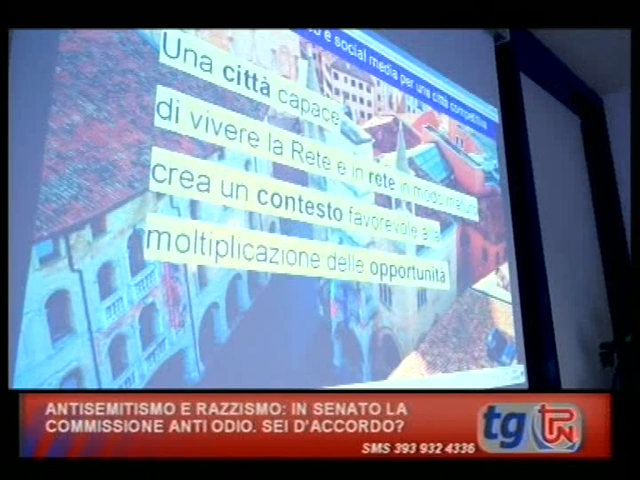 e social media per una città competitiva
Una città capace
di vivere la Rete e in rete in modo maturo
crea un contesto favorevole alla
moltiplicazione delle opportunità
ANTISEMITISMO E RAZZISMO: IN SENATO LA
COMMISSIONE ANTI ODIO. SEI D'ACCORDO?
SMS 393 932 4336
tg TPN